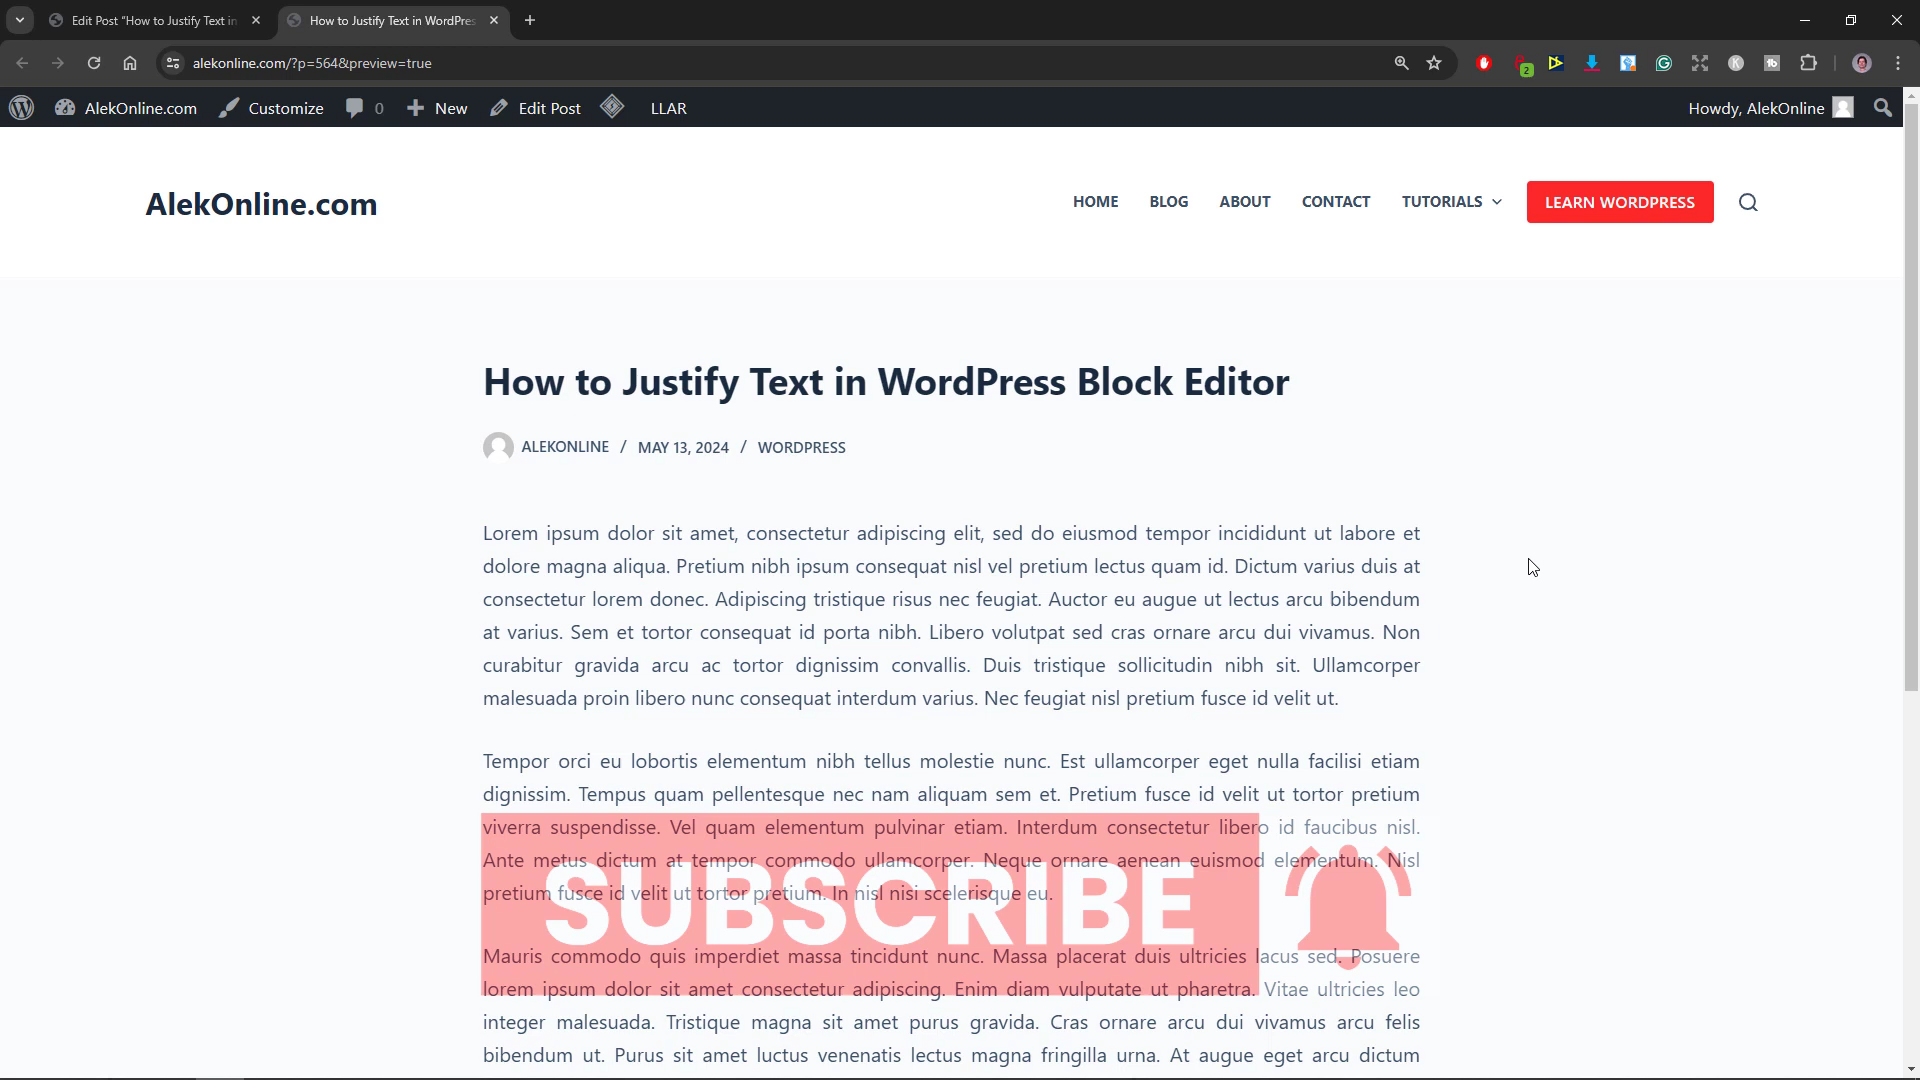 Edit Post "How to Justify Text in
How to Justify Text in WordPres
alekonline.com/?p=564&preview=true
2
AlekOnline.com
Customize
0
New
Edit Post
LLAR
Howdy, AlekOnline
AlekOnline.com
HOME
BLOG
ABOUT
CONTACT
TUTORIALS
LEARN WORDPRESS
How to Justify Text in WordPress Block Editor
ALEKONLINE / MAY 13, 2024 / WORDPRESS
Lorem ipsum dolor sit amet, consectetur adipiscing elit, sed do eiusmod tempor incididunt ut labore et
dolore magna aliqua. Pretium nibh ipsum consequat nisl vel pretium lectus quam id. Dictum varius duis at
consectetur lorem donec. Adipiscing tristique risus nec feugiat. Auctor eu augue ut lectus arcu bibendum
at varius. Sem et tortor consequat id porta nibh. Libero volutpat sed cras ornare arcu dui vivamus. Non
curabitur gravida arcu ac tortor dignissim convallis. Duis tristique sollicitudin nibh sit. Ullamcorper
malesuada proin libero nunc consequat interdum varius. Nec feugiat nisl pretium fusce id velit ut.
Tempor orci eu lobortis elementum nibh tellus molestie nunc. Est ullamcorper eget nulla facilisi etiam
dignissim. Tempus quam pellentesque nec nam aliquam sem et. Pretium fusce id velit ut tortor pretium
viverra suspendisse. Vel quam elementum pulvinar etiam. Interdum consectetur libero id faucibus nisl.
Ante metus dictum at tempor commodo ullamcorper. Neque ornare aenean euismod elementum. Nisl
pretium fusce id velit ut tortor pretium. In nisl nisi scelerisque eu.
SUBSCRIBE
Mauris commodo quis imperdiet massa tincidunt nunc. Massa placerat duis ultricies lacus sed. Posuere
lorem ipsum dolor sit amet consectetur adipiscing. Enim diam vulputate ut pharetra. Vitae ultricies leo
integer malesuada. Tristique magna sit amet purus gravida. Cras ornare arcu dui vivamus arcu felis
bibendum ut. Purus sit amet luctus venenatis lectus magna fringilla urna. At augue eget arcu dictum